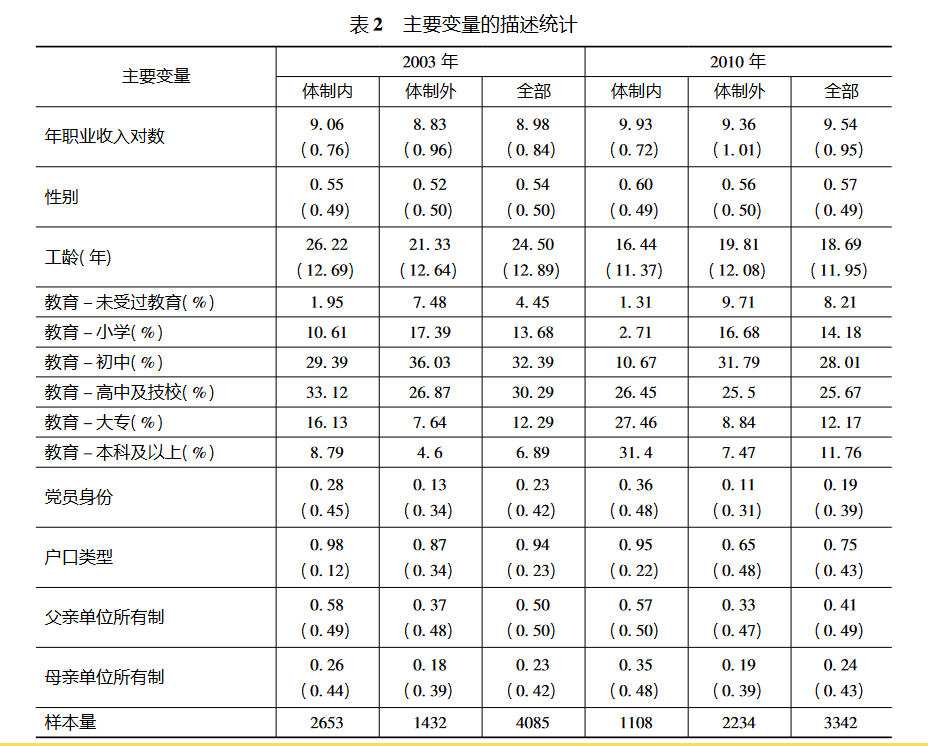 表 2 主要变量的描述统计
主要变量 2003 年 2010 年
体制内 体制外 全部 体制内 体制外 全部
年职业收入对数 9.06 8.83 8.98 9.93 9.36 9.54
(0.76) (0.96) (0.84) (0.72) (1.01) (0.95)
性别 0.55 0.52 0.54 0.60 0.56 0.57
(0.49) (0.50) (0.50) (0.49) (0.50) (0.49)
工龄(年) 26.22 21.33 24.50 16.44 19.81 18.69
(12.69) (12.64) (12.89) (11.37) (12.08) (11.95)
教育–未受过教育(%) 1.95 7.48 4.45 1.31 9.71 8.21
教育–小学(%) 10.61 17.39 13.68 2.71 16.68 14.18
教育–初中(%) 29.39 36.03 32.39 10.67 31.79 28.01
教育–高中及技校(%) 33.12 26.87 30.29 26.45 25.5 25.67
教育–大专(%) 16.13 7.64 12.29 27.46 8.84 12.17
教育–本科及以上(%) 8.79 4.6 6.89 31.4 7.47 11.76
党员身份 0.28 0.13 0.23 0.36 0.11 0.19
(0.45) (0.34) (0.42) (0.48) (0.31) (0.39)
户口类型 0.98 0.87 0.94 0.95 0.65 0.75
(0.12) (0.34) (0.23) (0.22) (0.48) (0.43)
父亲单位所有制 0.58 0.37 0.50 0.57 0.33 0.41
(0.49) (0.48) (0.50) (0.50) (0.47) (0.49)
母亲单位所有制 0.26 0.18 0.23 0.35 0.19 0.24
(0.44) (0.39) (0.42) (0.48) (0.39) (0.43)
样本量 2653 1432 4085 1108 2234 3342